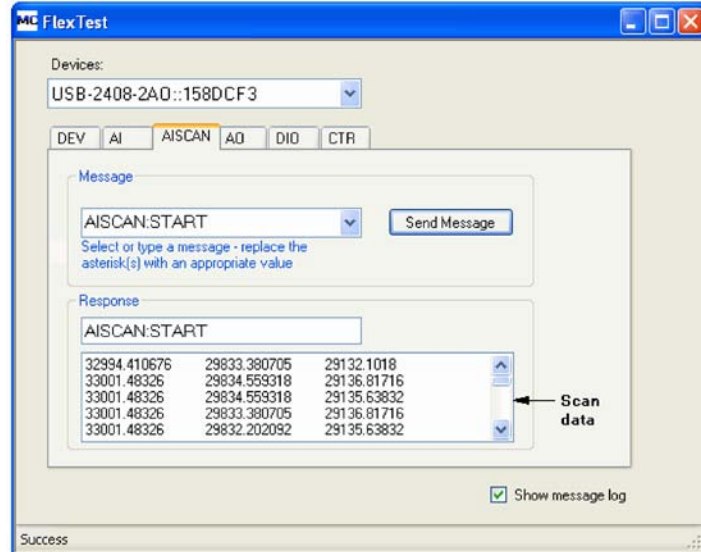 MC FlexTest
Devices:
USB-2408-2AO::158DCF3
DEV AI AISCAN AO DIO CTR
Message
AISCAN:START
Send Message
Select or type a message - replace the
asterisk(s) with an appropriate value
Response
AISCAN:START
32994.410676 29833.380705 29132.1018
33001.48326 29834.559318 29136.81716
33001.48326 29834.559318 29135.63832
33001.48326 29833.380705 29136.81716
33001.48326 29832.202092 29135.63832
Scan
data
Show message log
Success